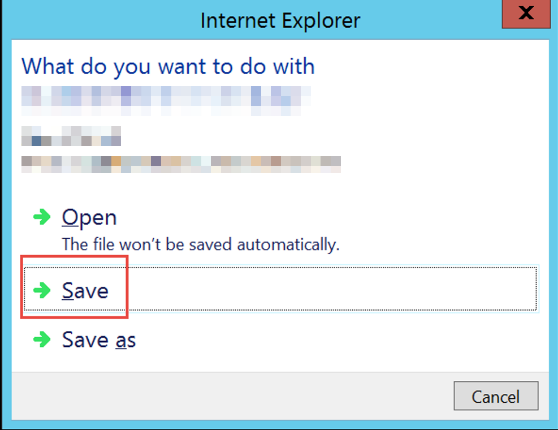 Internet Explorer
x
What do you want to do with
Open
The file won't be saved automatically.
Save
Save as
Cancel